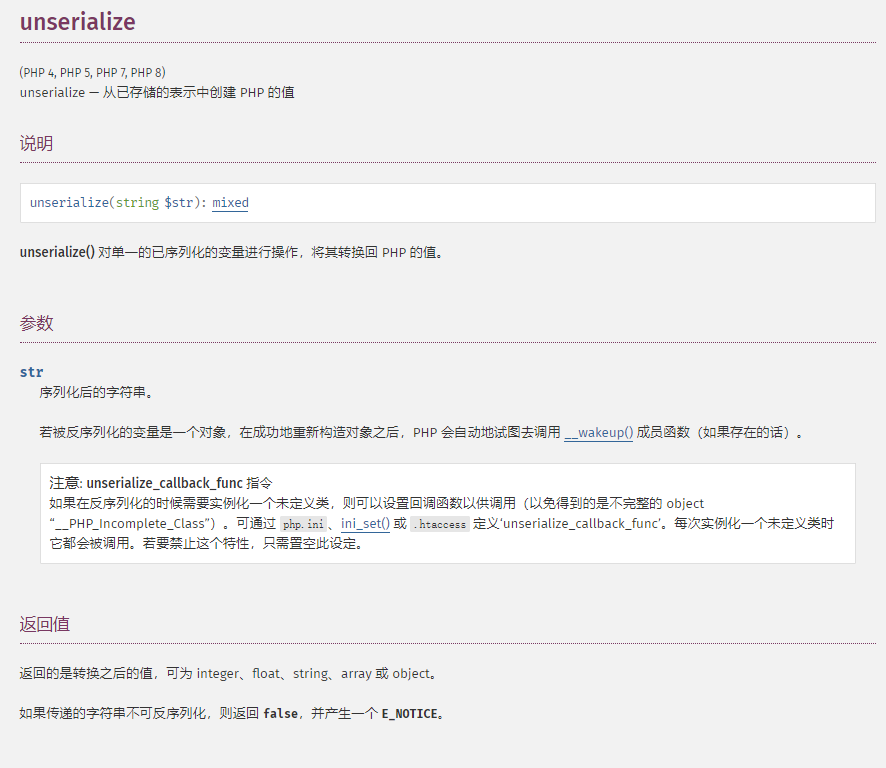 unserialize
(PHP 4, PHP 5, PHP 7, PHP 8)
unserialize — 从已存储的表示中创建 PHP 的值
说明
unserialize(string $str): mixed
unserialize() 对单一的已序列化的变量进行操作，将其转换回 PHP 的值。
参数
str
序列化后的字符串。
若被反序列化的变量是一个对象，在成功地重新构造对象之后，PHP 会自动地试图去调用 __wakeup() 成员函数（如果存在的话）。
注意: unserialize_callback_func 指令
如果在反序列化的时候需要实例化一个未定义类，则可以设置回调函数以供调用（以免得到的是不完整的 object
“__PHP_Incomplete_Class”）。可通过 php.ini、ini_set() 或 .htaccess 定义‘unserialize_callback_func’。每次实例化一个未定义类时
它都会被调用。若要禁止这个特性，只需置空此设定。
返回值
返回的是转换之后的值，可为 integer、float、string、array 或 object。
如果传递的字符串不可反序列化，则返回 false，并产生一个 E_NOTICE。